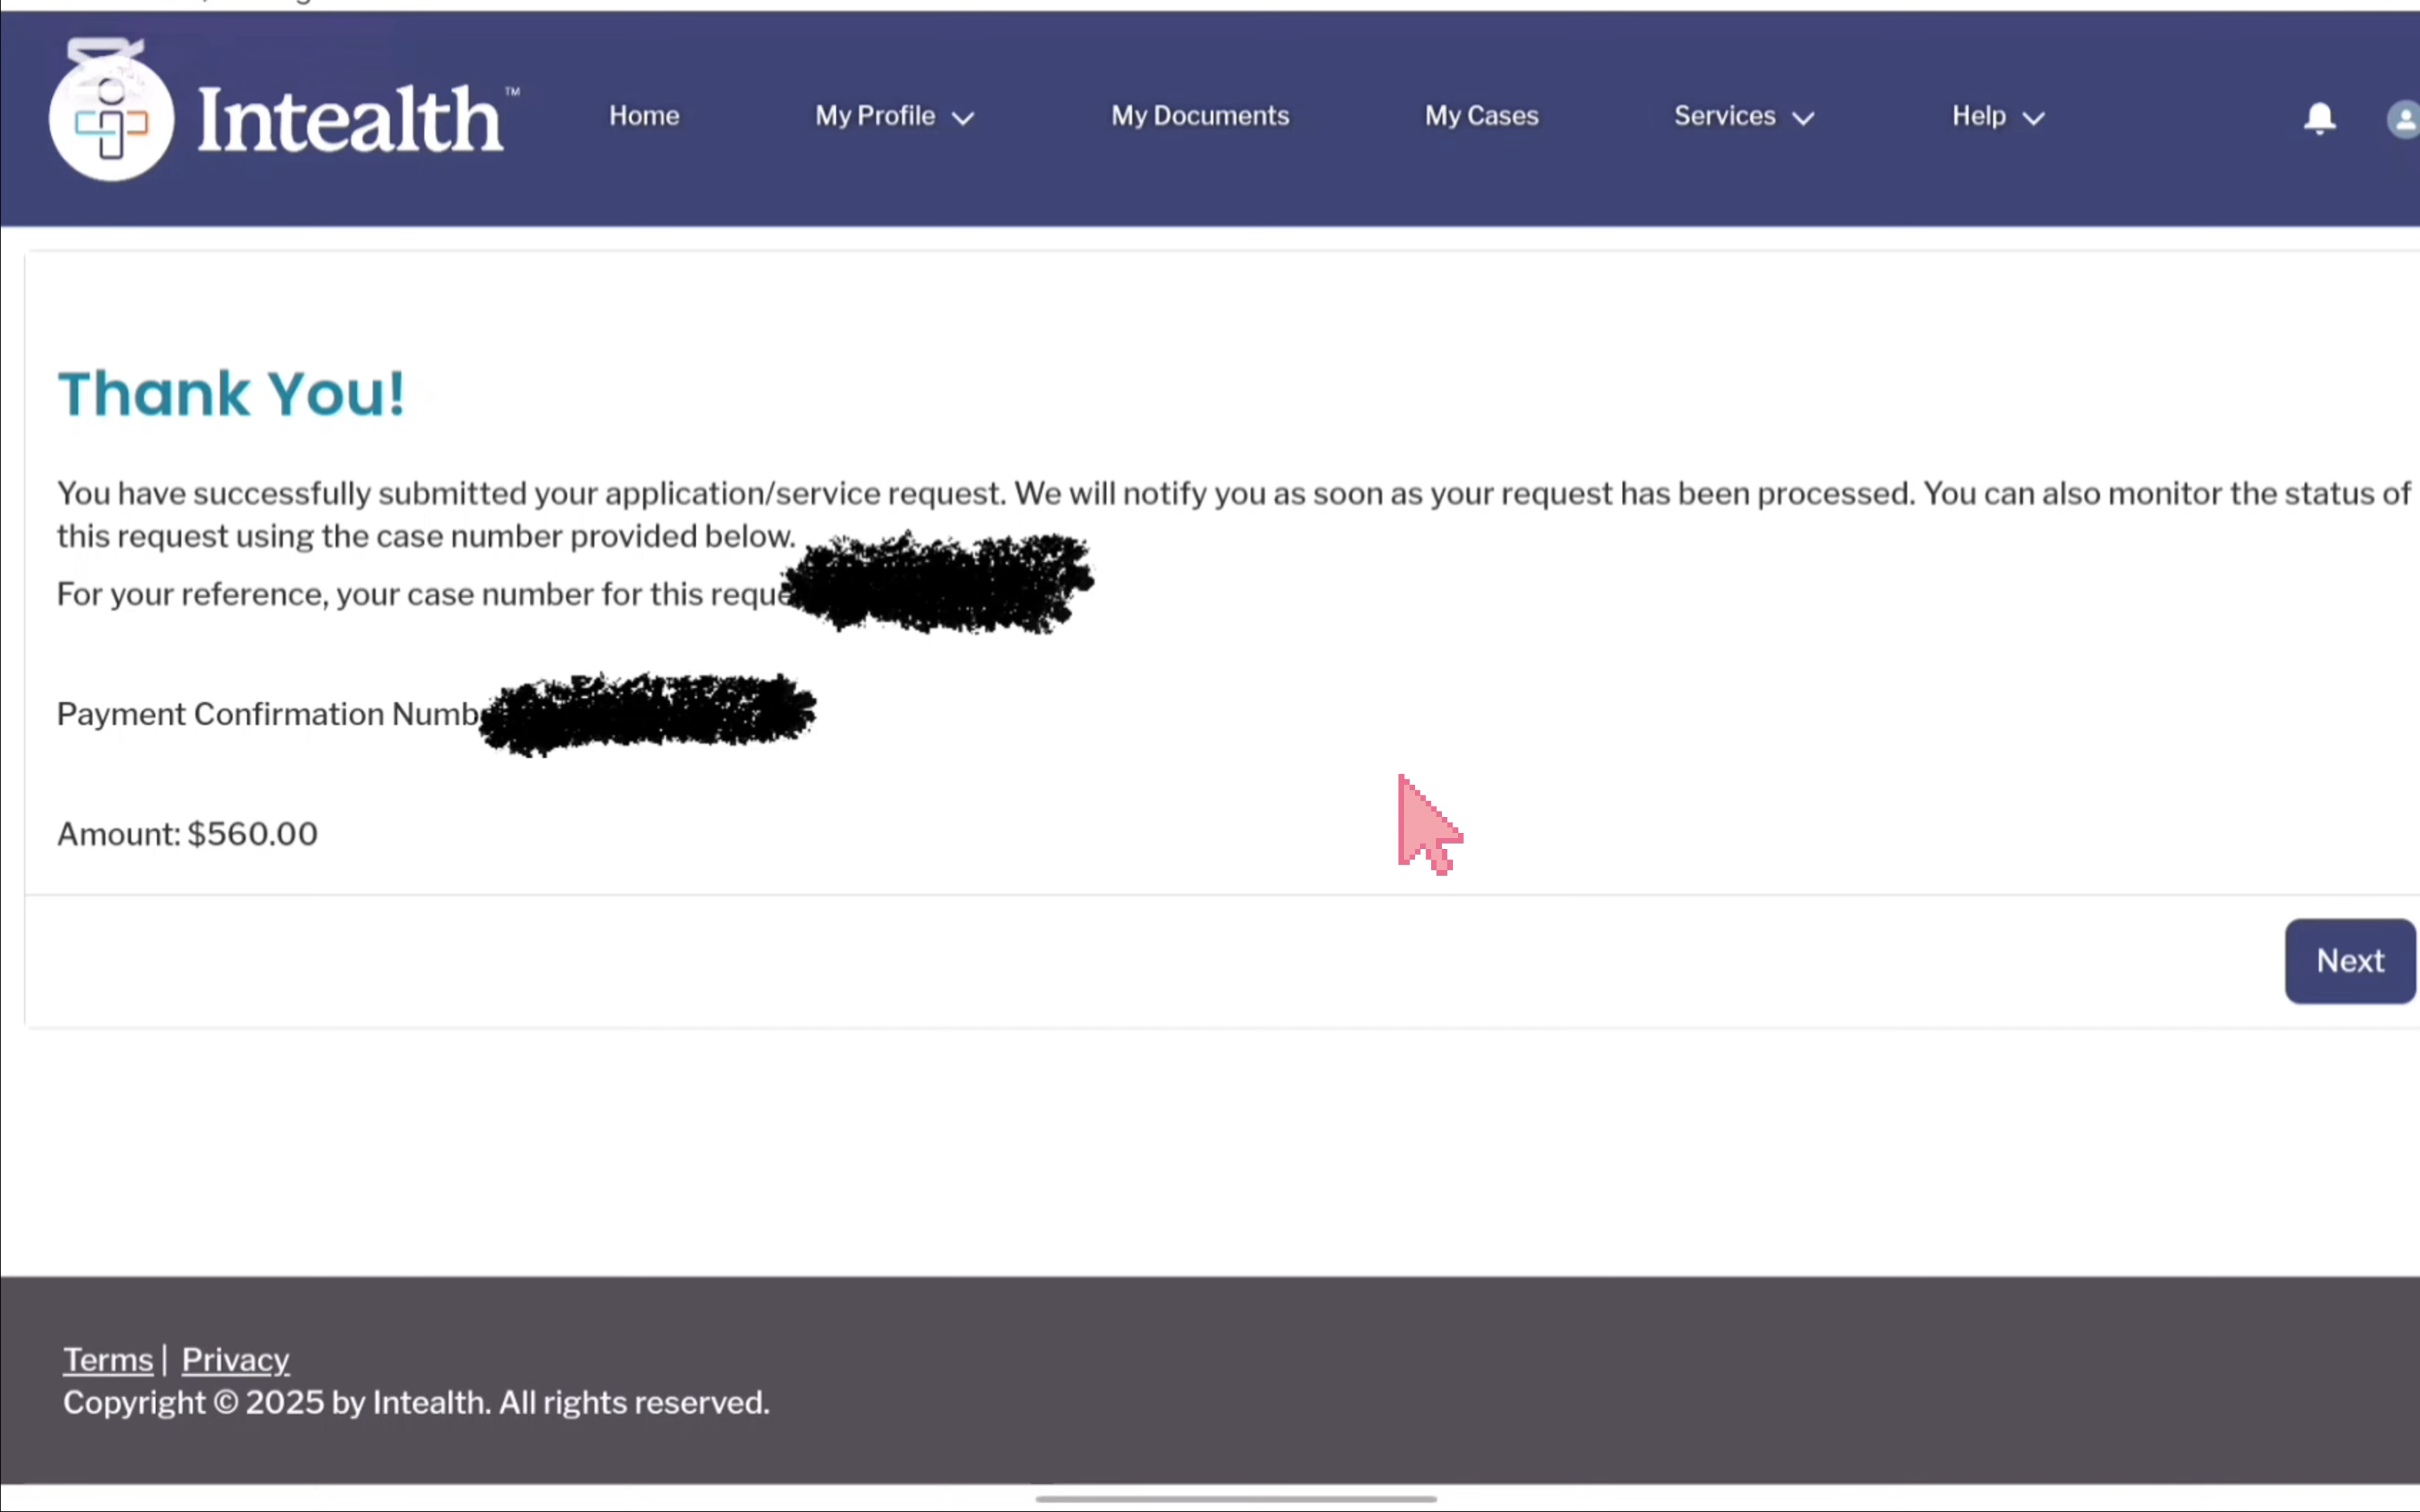 Intealth™
Home My Profile My Documents My Cases Services Help
Thank You!
You have successfully submitted your application/service request. We will notify you as soon as your request has been processed. You can also monitor the status of
this request using the case number provided below.
For your reference, your case number for this reque
Payment Confirmation Numb
Amount: $560.00
Next
Terms | Privacy
Copyright © 2025 by Intealth. All rights reserved.